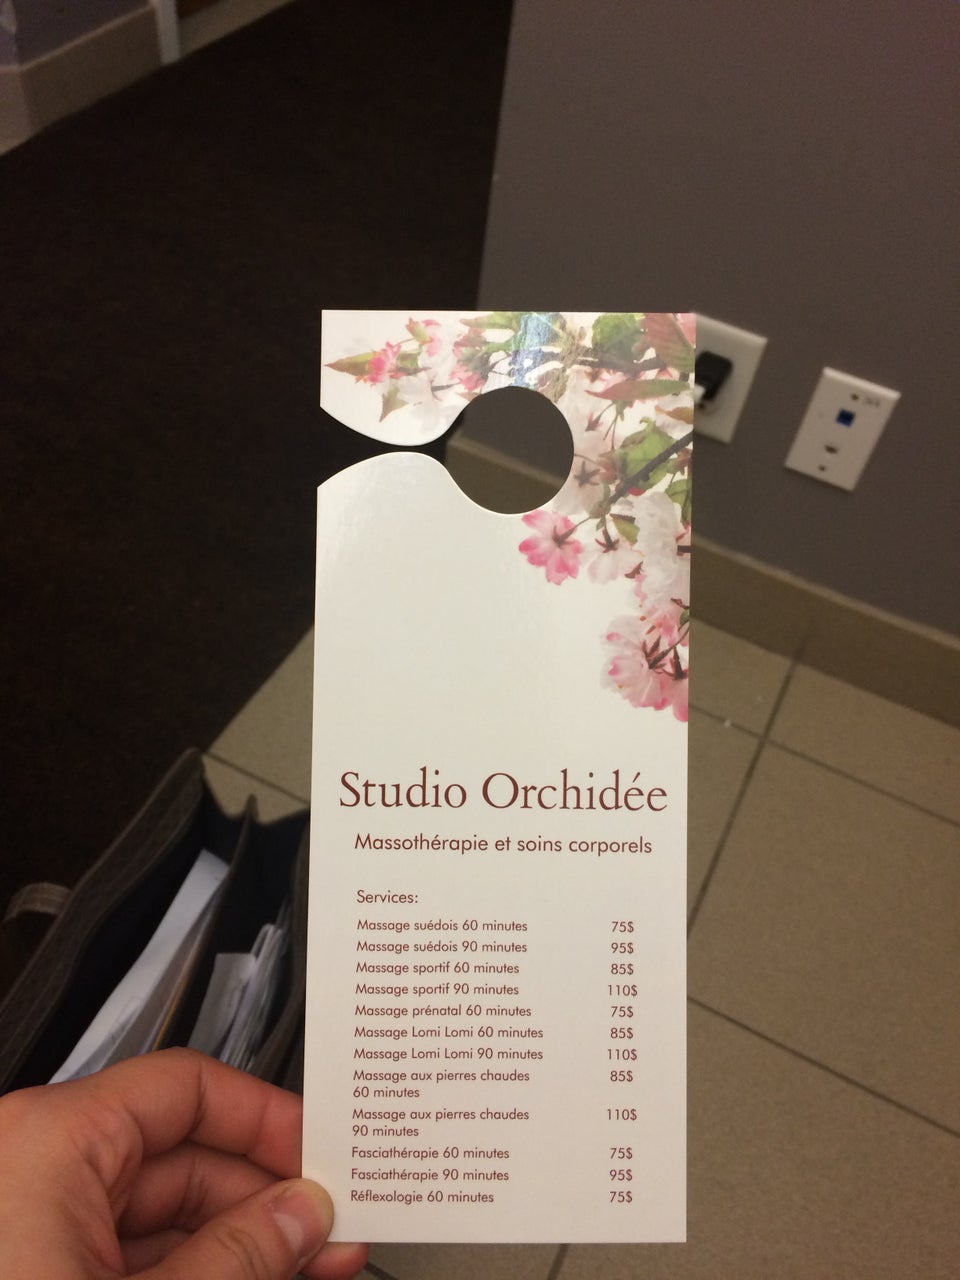 Studio Orchidée
Massothérapie et soins corporels
Services:
Massage suédois 60 minutes 75$
Massage suédois 90 minutes 95$
Massage sportif 60 minutes 85$
Massage sportif 90 minutes 110$
Massage prénatal 60 minutes 75$
Massage Lomi Lomi 60 minutes 85$
Massage Lomi Lomi 90 minutes 110$
Massage aux pierres chaudes 85$
60 minutes
Massage aux pierres chaudes 110$
90 minutes
Fasciathérapie 60 minutes 75$
Fasciathérapie 90 minutes 95$
Réflexologie 60 minutes 75$